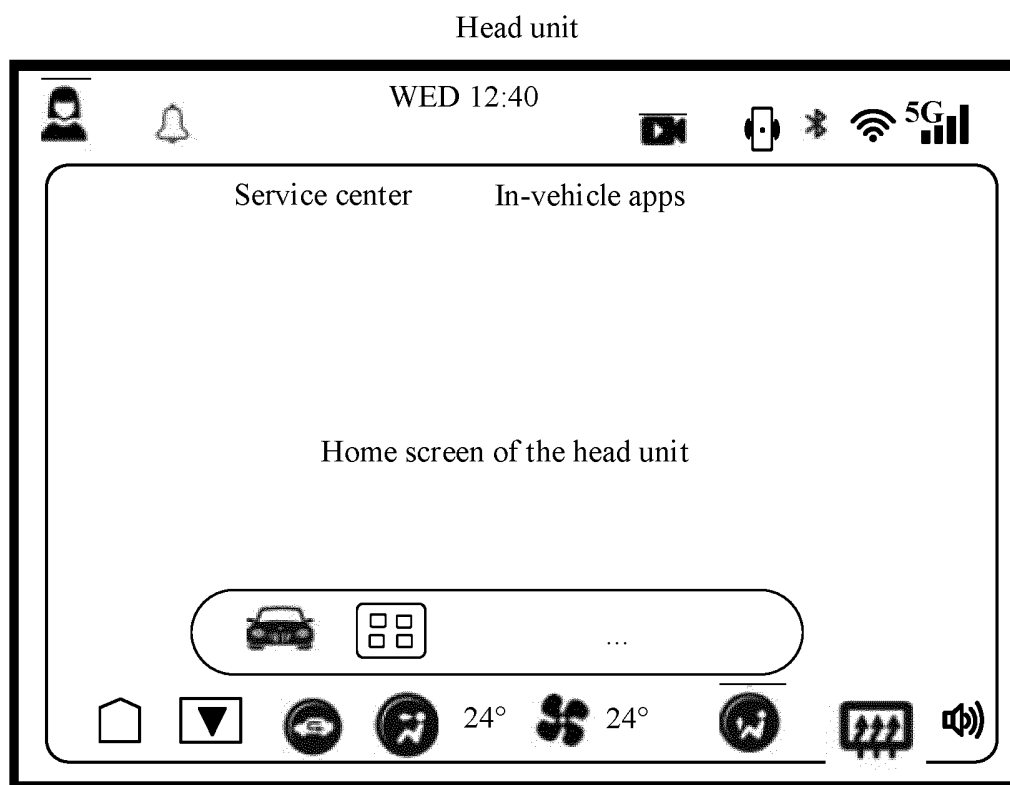 Head unit
WED 12:40
5G
Service center In-vehicle apps
Home screen of the head unit
...
24° 24°